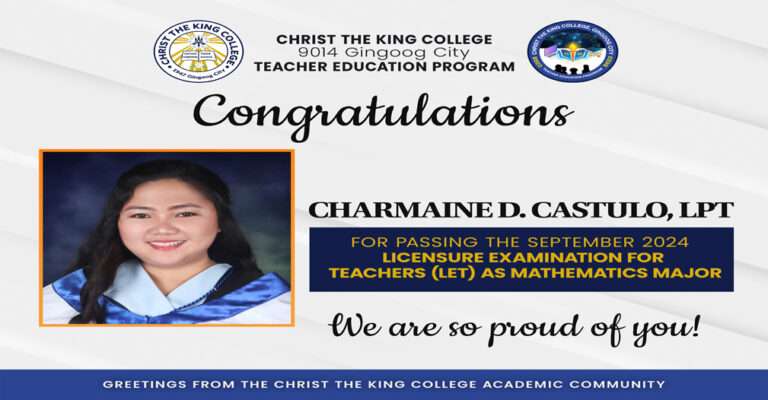 CHRIST THE KING COLLEGE
1947 Gingoog City
CHRIST THE KING COLLEGE
9014 Gingoog City
TEACHER EDUCATION PROGRAM
CHRIST THE KING COLLEGE, GINGOOG CITY
TEACHER EDUCATION PROGRAM
Congratulations
CHARMAINE D. CASTULO, LPT
FOR PASSING THE SEPTEMBER 2024
LICENSURE EXAMINATION FOR
TEACHERS (LET) AS MATHEMATICS MAJOR
We are so proud of you!
GREETINGS FROM THE CHRIST THE KING COLLEGE ACADEMIC COMMUNITY